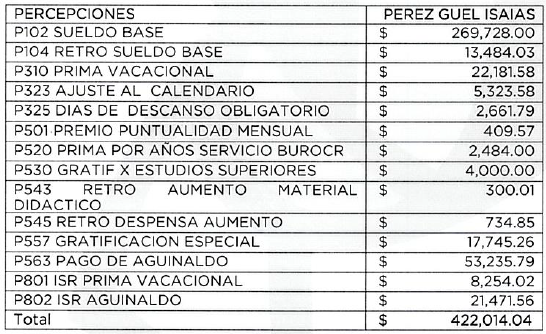 PERCEPCIONES PEREZ GUEL ISAIAS
P102 SUELDO BASE $ 269,728.00
P104 RETRO SUELDO BASE $ 13,484.03
P310 PRIMA VACACIONAL $ 22,181.58
P323 AJUSTE AL CALENDARIO $ 5,323.58
P325 DIAS DE DESCANSO OBLIGATORIO $ 2,661.79
P501 PREMIO PUNTUALIDAD MENSUAL $ 409.57
P520 PRIMA POR AÑOS SERVICIO BUROCR $ 2,484.00
P530 GRATIF X ESTUDIOS SUPERIORES $ 4,000.00
P543 RETRO AUMENTO MATERIAL $ 300.01
DIDACTICO
P545 RETRO DESPENSA AUMENTO $ 734.85
P557 GRATIFICACION ESPECIAL $ 17,745.26
P563 PAGO DE AGUINALDO $ 53,235.79
P801 ISR PRIMA VACACIONAL $ 8,254.02
P802 ISR AGUINALDO $ 21,471.56
Total $ 422,014.04